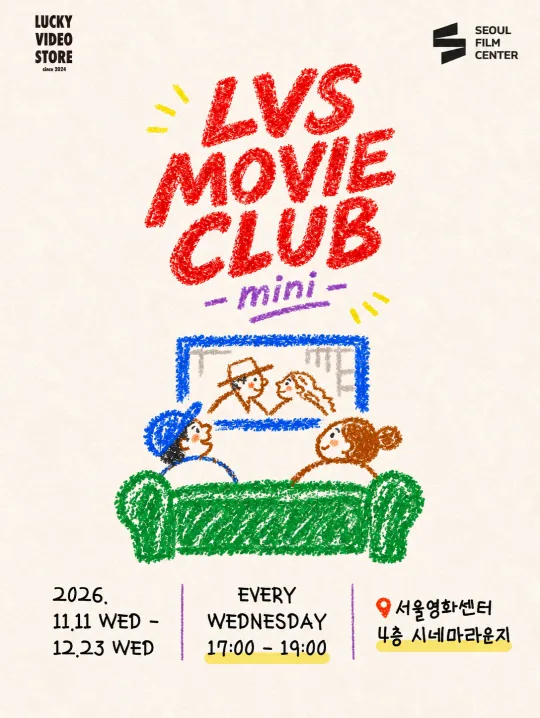 LUCKY
VIDEO
STORE
since 2024
SEOUL
FILM
CENTER
LVS
MOVIE
CLUB
- mini -
2026.
11.11 WED -
12.23 WED
EVERY
WEDNESDAY
17:00 - 19:00
서울영화센터
4층 시네마라운지